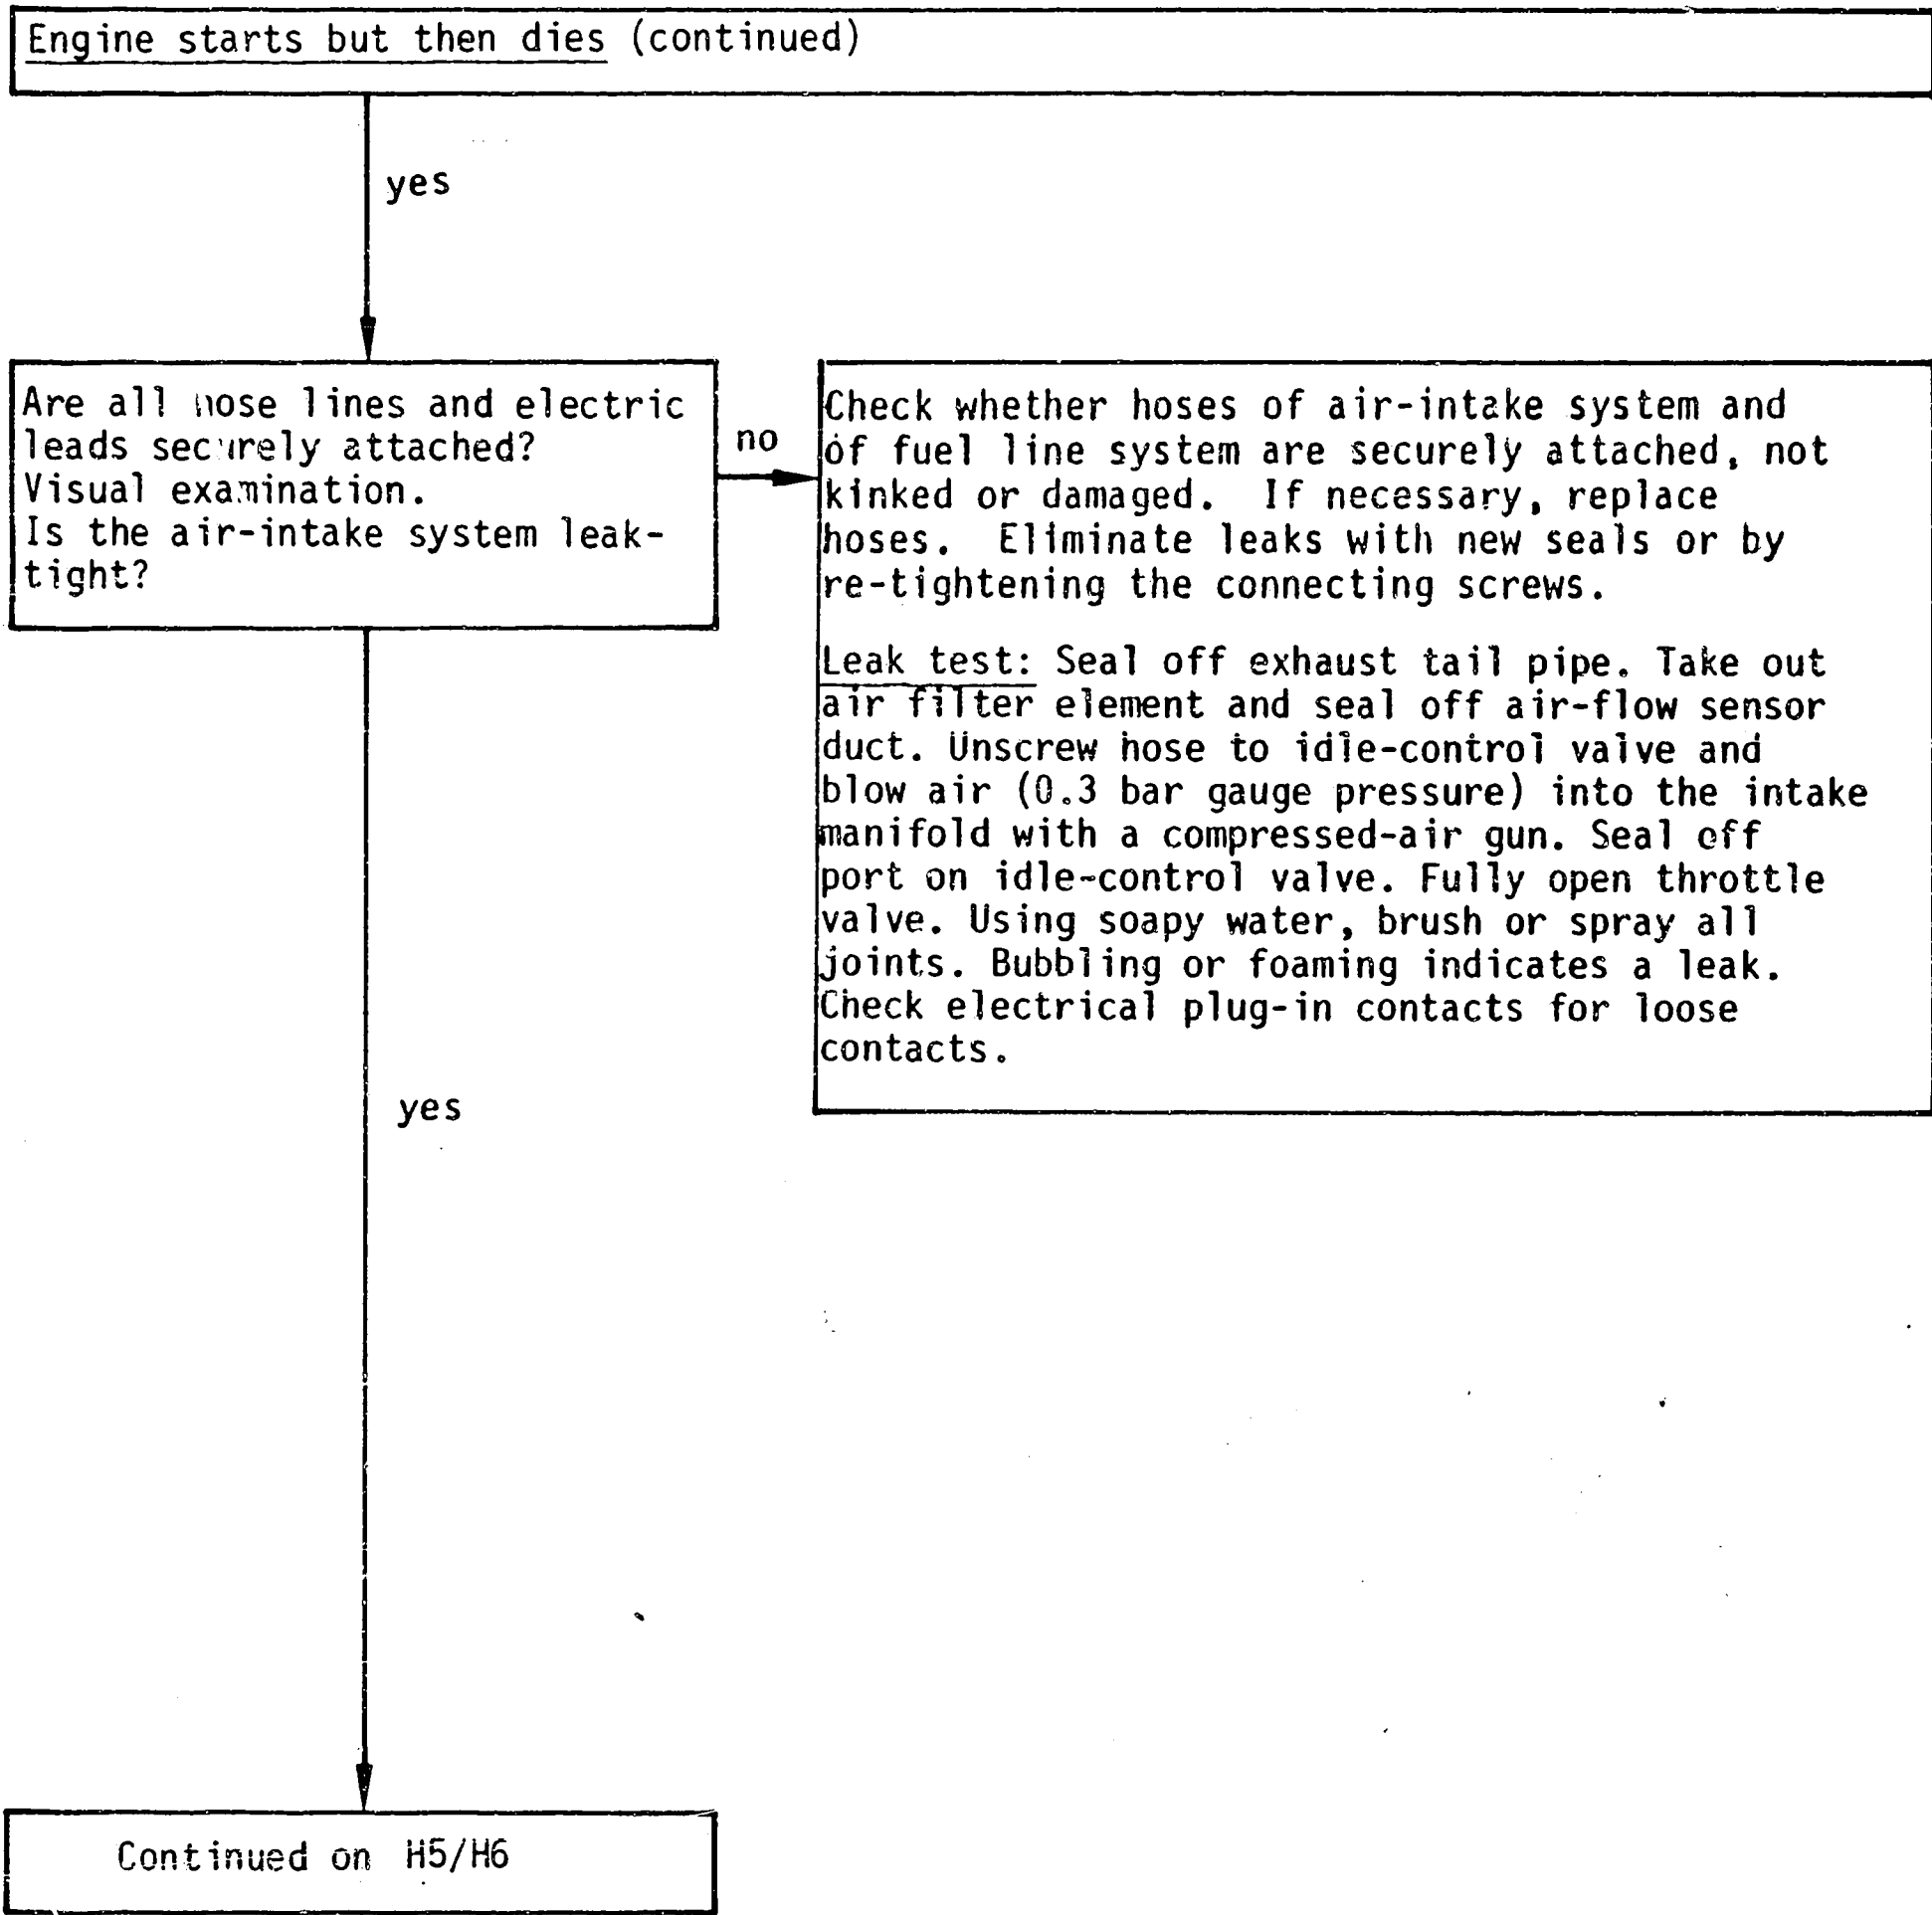 Engine starts but then dies (continued)
yes
Are all hose lines and electric
leads securely attached?
Visual examination.
Is the air-intake system leak-
tight?
no
Check whether hoses of air-intake system and
of fuel line system are securely attached, not
kinked or damaged. If necessary, replace
hoses. Eliminate leaks with new seals or by
re-tightening the connecting screws.
Leak test: Seal off exhaust tail pipe. Take out
air filter element and seal off air-flow sensor
duct. Unscrew hose to idle-control valve and
blow air (0.3 bar gauge pressure) into the intake
manifold with a compressed-air gun. Seal off
port on idle-control valve. Fully open throttle
valve. Using soapy water, brush or spray all
joints. Bubbling or foaming indicates a leak.
Check electrical plug-in contacts for loose
contacts.
yes
Continued on H5/H6